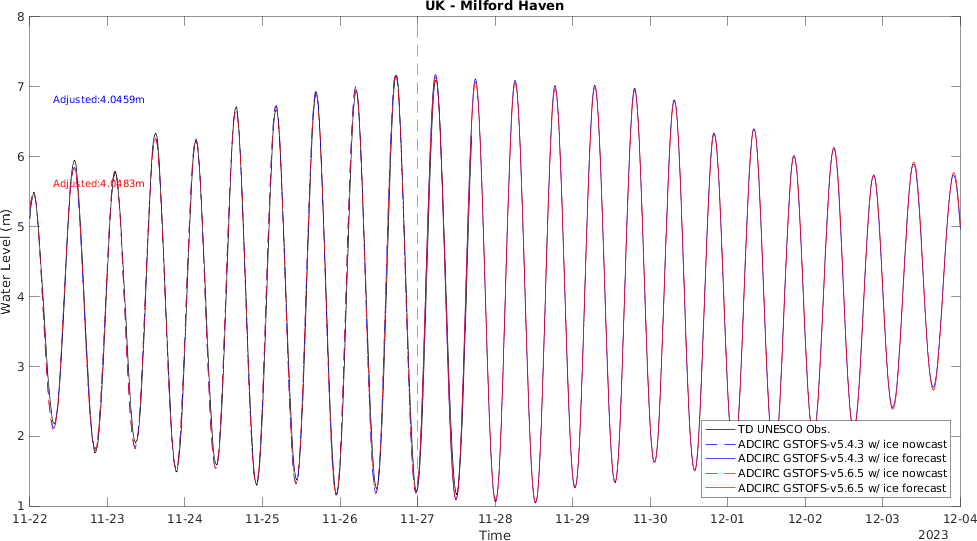 UK - Milford Haven
8
7
6
5
4
3
2
1
Water Level (m)
Adjusted:4.0459m
Adjusted:4.0483m
TD UNESCO Obs.
ADCIRC GSTOFS-v5.4.3 w/ ice nowcast
ADCIRC GSTOFS-v5.4.3 w/ ice forecast
ADCIRC GSTOFS-v5.6.5 w/ ice nowcast
ADCIRC GSTOFS-v5.6.5 w/ ice forecast
11-22 11-23 11-24 11-25 11-26 11-27 11-28 11-29 11-30 12-01 12-02 12-03 12-04
Time
2023